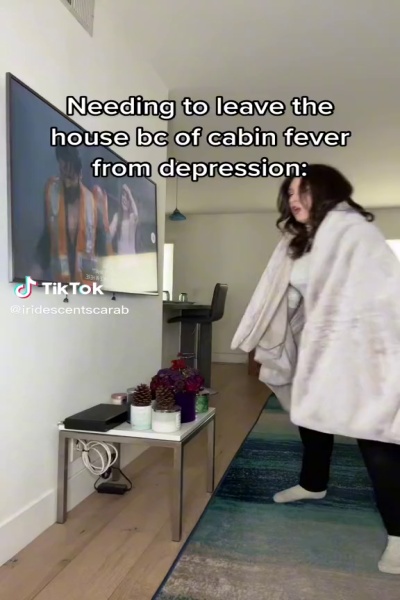 Needing to leave the
house bc of cabin fever
from depression:
TikTok
@iridescentscarab